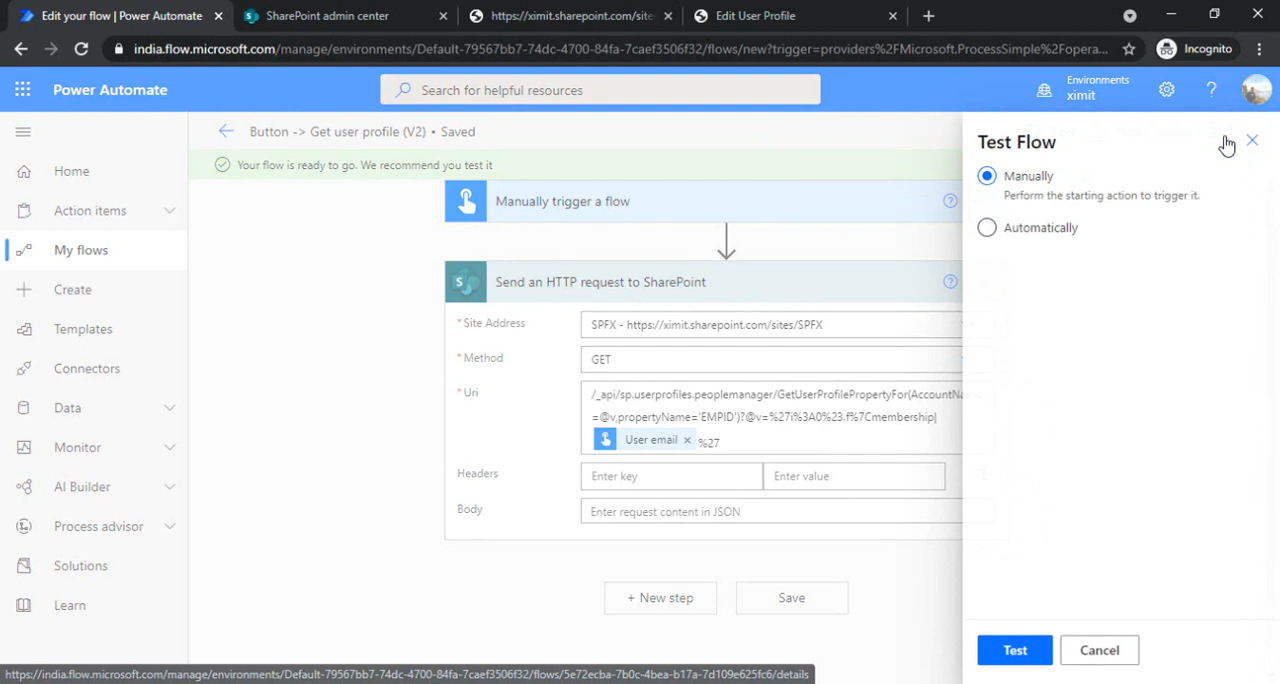 Edit your flow | Power Automate
SharePoint admin center
https://ximit.sharepoint.com/site
Edit User Profile
india.flow.microsoft.com/manage/environments/Default-79567bb7-74dc-4700-84fa-7caef3506f32/flows/new?trigger=providers%2FMicrosoft.ProcessSimple%2Fopera...
Incognito
Power Automate
Search for helpful resources
Environments
ximit
Button -> Get user profile (V2) • Saved
Your flow is ready to go. We recommend you test it
Home
Action items
My flows
Create
Templates
Connectors
Data
Monitor
AI Builder
Process advisor
Solutions
Learn
Manually trigger a flow
Send an HTTP request to SharePoint
* Site Address
SPFX - https://ximit.sharepoint.com/sites/SPFX
* Method
GET
* Uri
/_api/sp.userprofiles.peoplemanager/GetUserProfilePropertyFor(AccountName
=@v,propertyName='EMPID')?@v=%27i%3A0%23.f%7Cmembership|
User email × %27
Headers
Enter key
Enter value
Body
Enter request content in JSON
+ New step
Save
Test Flow
Manually
Perform the starting action to trigger it.
Automatically
Test
Cancel
https://india.flow.microsoft.com/manage/environments/Default-79567bb7-74dc-4700-84fa-7caef3506f32/flows/5e72ecba-7b0c-4bea-b17a-7d109e625fc6/details